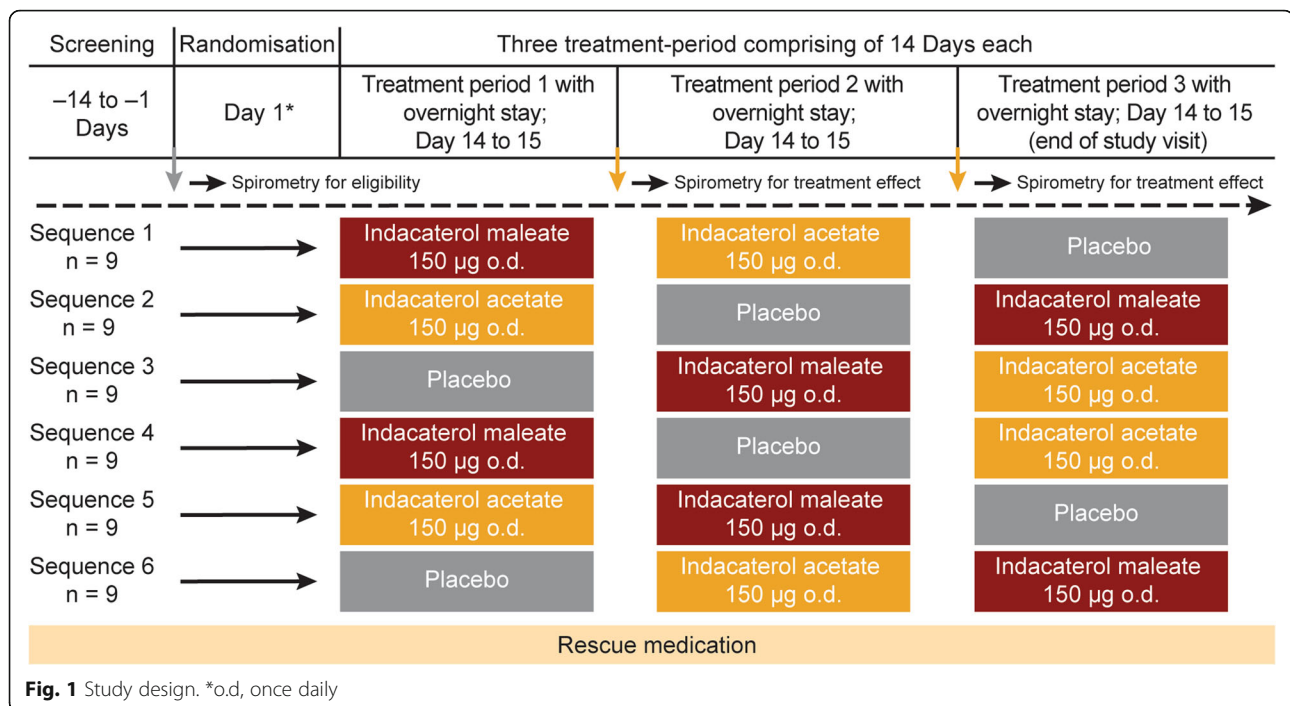 Screening
Randomisation
Three treatment-period comprising of 14 Days each
–14 to –1
Days
Day 1*
Treatment period 1 with
overnight stay;
Day 14 to 15
Treatment period 2 with
overnight stay;
Day 14 to 15
Treatment period 3 with
overnight stay; Day 14 to 15
(end of study visit)
Spirometry for eligibility
Spirometry for treatment effect
Spirometry for treatment effect
Sequence 1
n = 9
Indacaterol maleate
150 µg o.d.
Indacaterol acetate
150 µg o.d.
Placebo
Sequence 2
n = 9
Indacaterol acetate
150 µg o.d.
Placebo
Indacaterol maleate
150 µg o.d.
Sequence 3
n = 9
Placebo
Indacaterol maleate
150 µg o.d.
Indacaterol acetate
150 µg o.d.
Sequence 4
n = 9
Indacaterol maleate
150 µg o.d.
Placebo
Indacaterol acetate
150 µg o.d.
Sequence 5
n = 9
Indacaterol acetate
150 µg o.d.
Indacaterol maleate
150 µg o.d.
Placebo
Sequence 6
n = 9
Placebo
Indacaterol acetate
150 µg o.d.
Indacaterol maleate
150 µg o.d.
Rescue medication
Fig. 1 Study design. *o.d, once daily